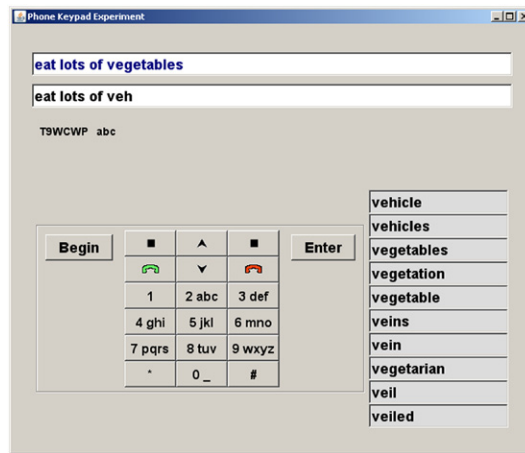 Phone Keypad Experiment
eat lots of vegetables
eat lots of veh
T9WCWP abc
Begin
Enter
1 2 abc 3 def
4 ghi 5 jkl 6 mno
7 pqrs 8 tuv 9 wxyz
* 0 _ #
vehicle
vehicles
vegetables
vegetation
vegetable
veins
vein
vegetarian
veil
veiled